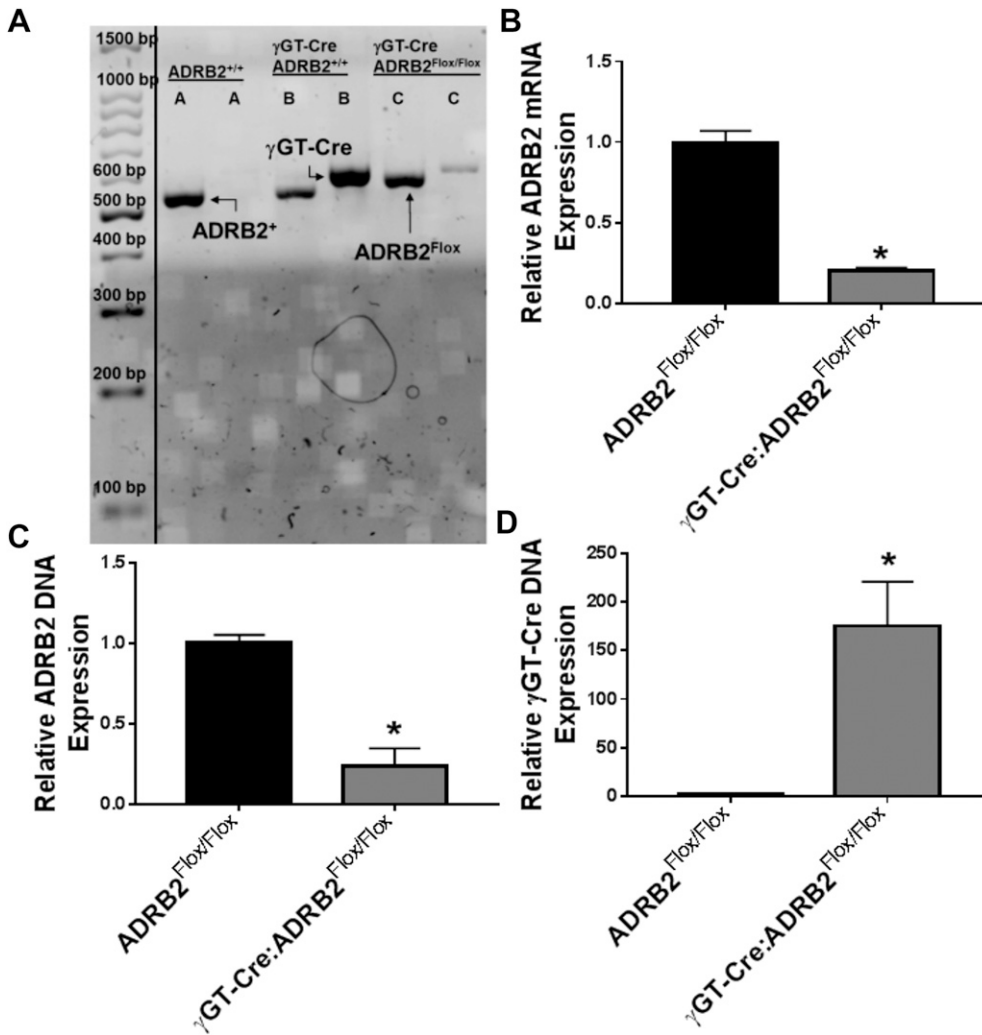 A
1500 bp
1000 bp
600 bp
500 bp
400 bp
300 bp
200 bp
100 bp
ADRB2+/+
γGT-Cre
ADRB2+/+
γGT-Cre
ADRB2Flox/Flox
A A B B C C
γGT-Cre
ADRB2+
ADRB2Flox
B
Relative ADRB2 mRNA
Expression
1.5
1.0
0.5
0.0
*
ADRB2Flox/Flox
γGT-Cre:ADRB2Flox/Flox
C
Relative ADRB2 DNA
Expression
1.5
1.0
0.5
0.0
*
ADRB2Flox/Flox
γGT-Cre:ADRB2Flox/Flox
D
Relative γGT-Cre DNA
Expression
250
200
150
100
50
0
*
ADRB2Flox/Flox
γGT-Cre:ADRB2Flox/Flox